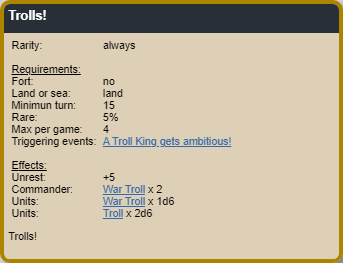 Trolls!
Rarity: always
Requirements:
Fort: no
Land or sea: land
Minimun turn: 15
Rare: 5%
Max per game: 4
Triggering events: A Troll King gets ambitious!
Effects:
Unrest: +5
Commander: War Troll x 2
Units: War Troll x 1d6
Units: Troll x 2d6
Trolls!